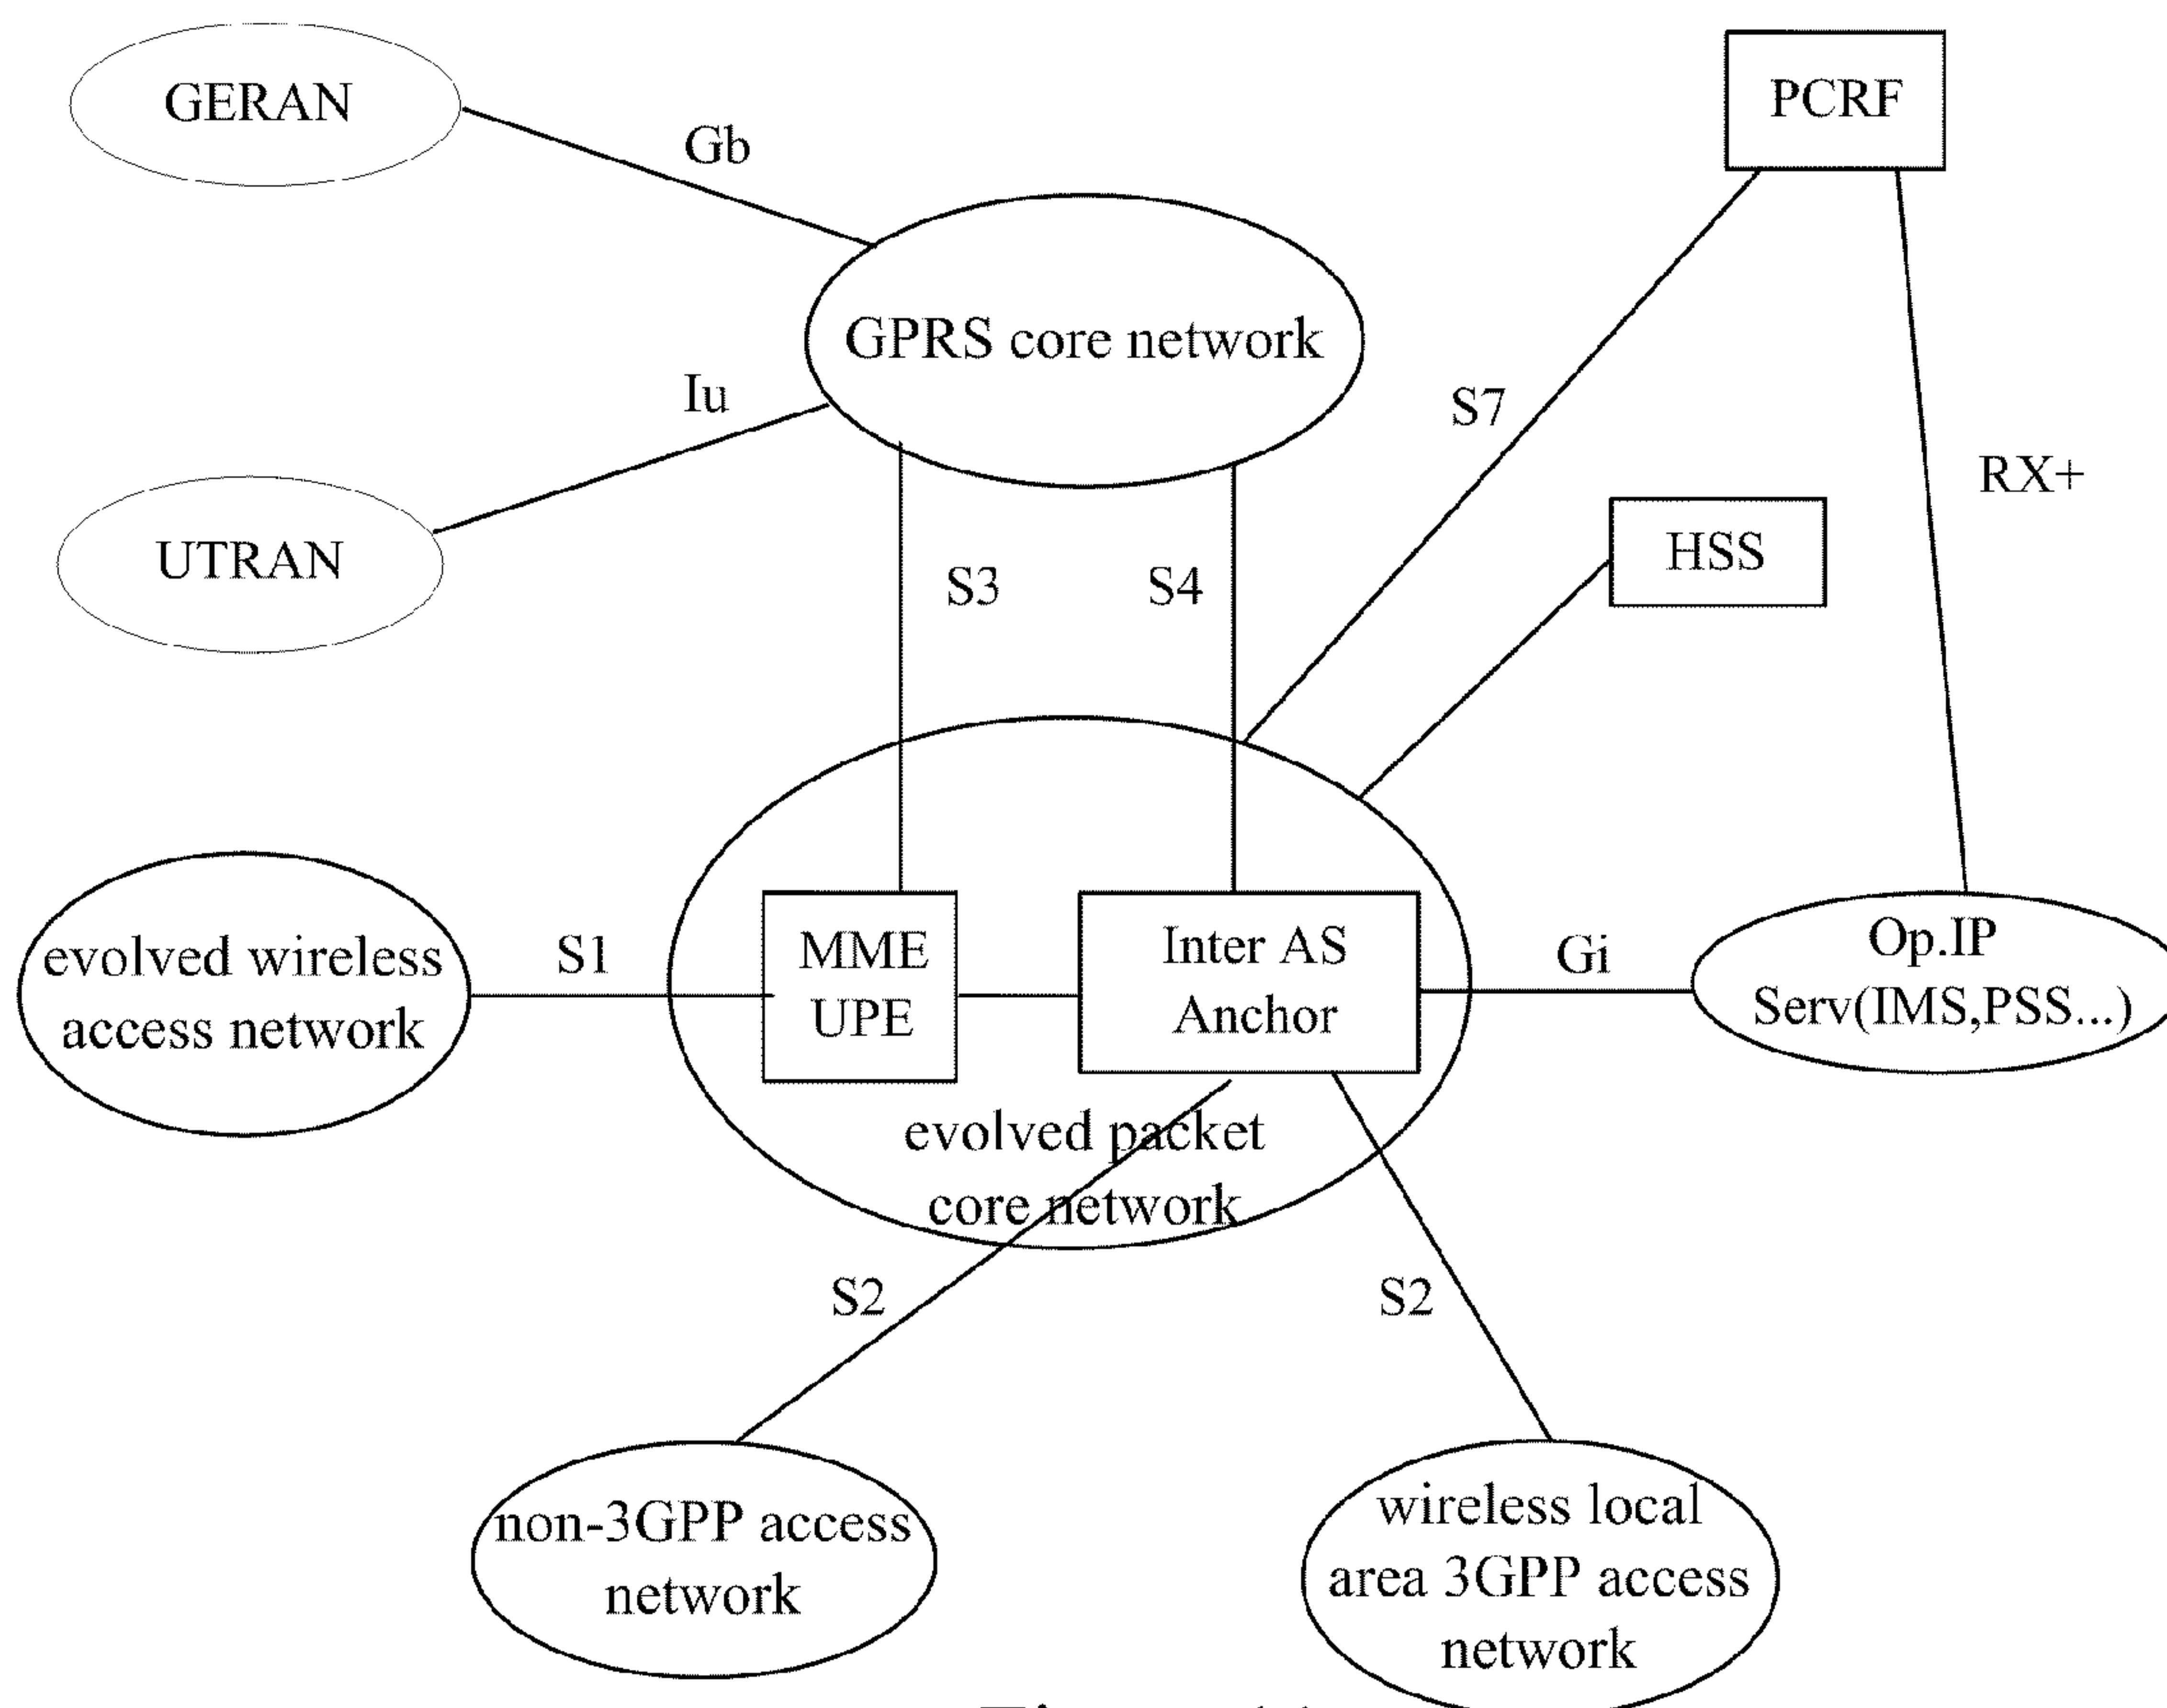 GERAN
PCRF
Gb
GPRS core network
Iu
S7
RX+
UTRAN
S3
S4
HSS
evolved wireless
access network
S1
MME
UPE
Inter AS
Anchor
Gi
Op.IP
Serv(IMS,PSS...)
evolved packet
core network
S2
S2
non-3GPP access
network
wireless local
area 3GPP access
network